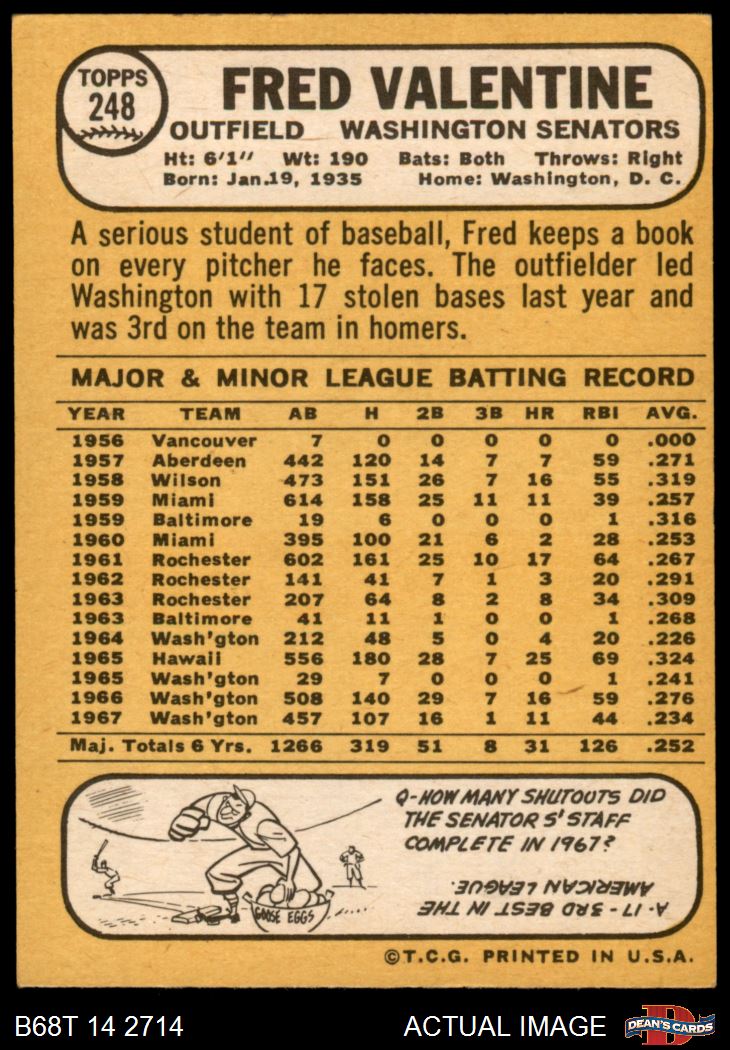 TOPPS
248
FRED VALENTINE
OUTFIELD WASHINGTON SENATORS
Ht: 6'1" Wt: 190 Bats: Both Throws: Right
Born: Jan.19, 1935 Home: Washington, D. C.
A serious student of baseball, Fred keeps a book
on every pitcher he faces. The outfielder led
Washington with 17 stolen bases last year and
was 3rd on the team in homers.
MAJOR & MINOR LEAGUE BATTING RECORD
YEAR TEAM AB H 2B 3B HR RBI AVG.
1956 Vancouver 7 0 0 0 0 0 .000
1957 Aberdeen 442 120 14 7 7 59 .271
1958 Wilson 473 151 26 7 16 55 .319
1959 Miami 614 158 25 11 11 39 .257
1959 Baltimore 19 6 0 0 0 1 .316
1960 Miami 395 100 21 6 2 28 .253
1961 Rochester 602 161 25 10 17 64 .267
1962 Rochester 141 41 7 1 3 20 .291
1963 Rochester 207 64 8 2 8 34 .309
1963 Baltimore 41 11 1 0 0 1 .268
1964 Wash'gton 212 48 5 0 4 20 .226
1965 Hawaii 556 180 28 7 25 69 .324
1965 Wash'gton 29 7 0 0 0 1 .241
1966 Wash'gton 508 140 29 7 16 59 .276
1967 Wash'gton 457 107 16 1 11 44 .234
Maj. Totals 6 Yrs. 1266 319 51 8 31 126 .252
Q-HOW MANY SHUTOUTS DID
THE SENATORS' STAFF
COMPLETE IN 1967?
A-17 - 3RD BEST IN THE
AMERICAN LEAGUE.
GOOSE EGGS
©T.C.G. PRINTED IN U.S.A.
B68T 14 2714 ACTUAL IMAGE
D
DEAN'S CARDS